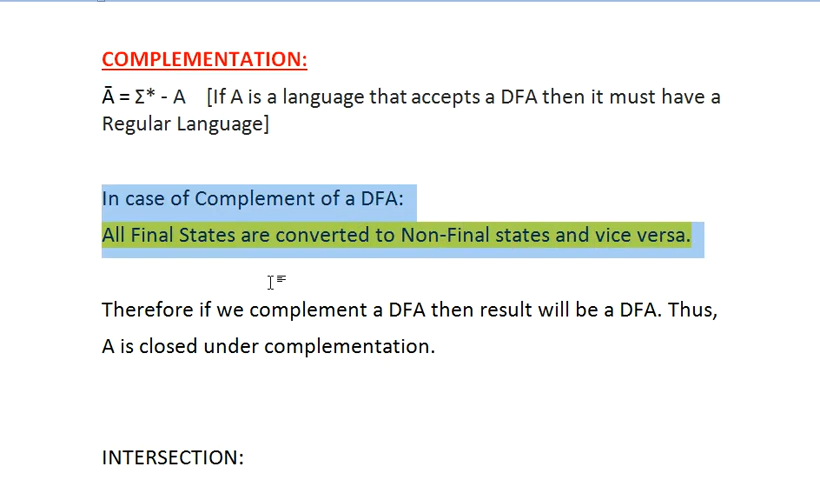 COMPLEMENTATION:
Ā = Σ* - A [If A is a language that accepts a DFA then it must have a
Regular Language]
In case of Complement of a DFA:
All Final States are converted to Non-Final states and vice versa.
Therefore if we complement a DFA then result will be a DFA. Thus,
A is closed under complementation.
INTERSECTION: